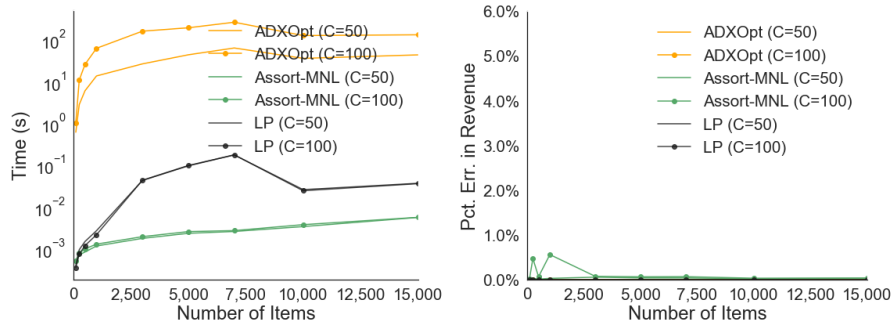 10²
10¹
10⁰
10⁻¹
10⁻²
10⁻³
Time (s)
ADXOpt (C=50)
ADXOpt (C=100)
Assort-MNL (C=50)
Assort-MNL (C=100)
LP (C=50)
LP (C=100)
0 2,500 5,000 7,500 10,000 15,000
Number of Items
6.0%
5.0%
4.0%
3.0%
2.0%
1.0%
0.0%
Pct. Err. in Revenue
ADXOpt (C=50)
ADXOpt (C=100)
Assort-MNL (C=50)
Assort-MNL (C=100)
LP (C=50)
LP (C=100)
0 2,500 5,000 7,500 10,000 15,000
Number of Items